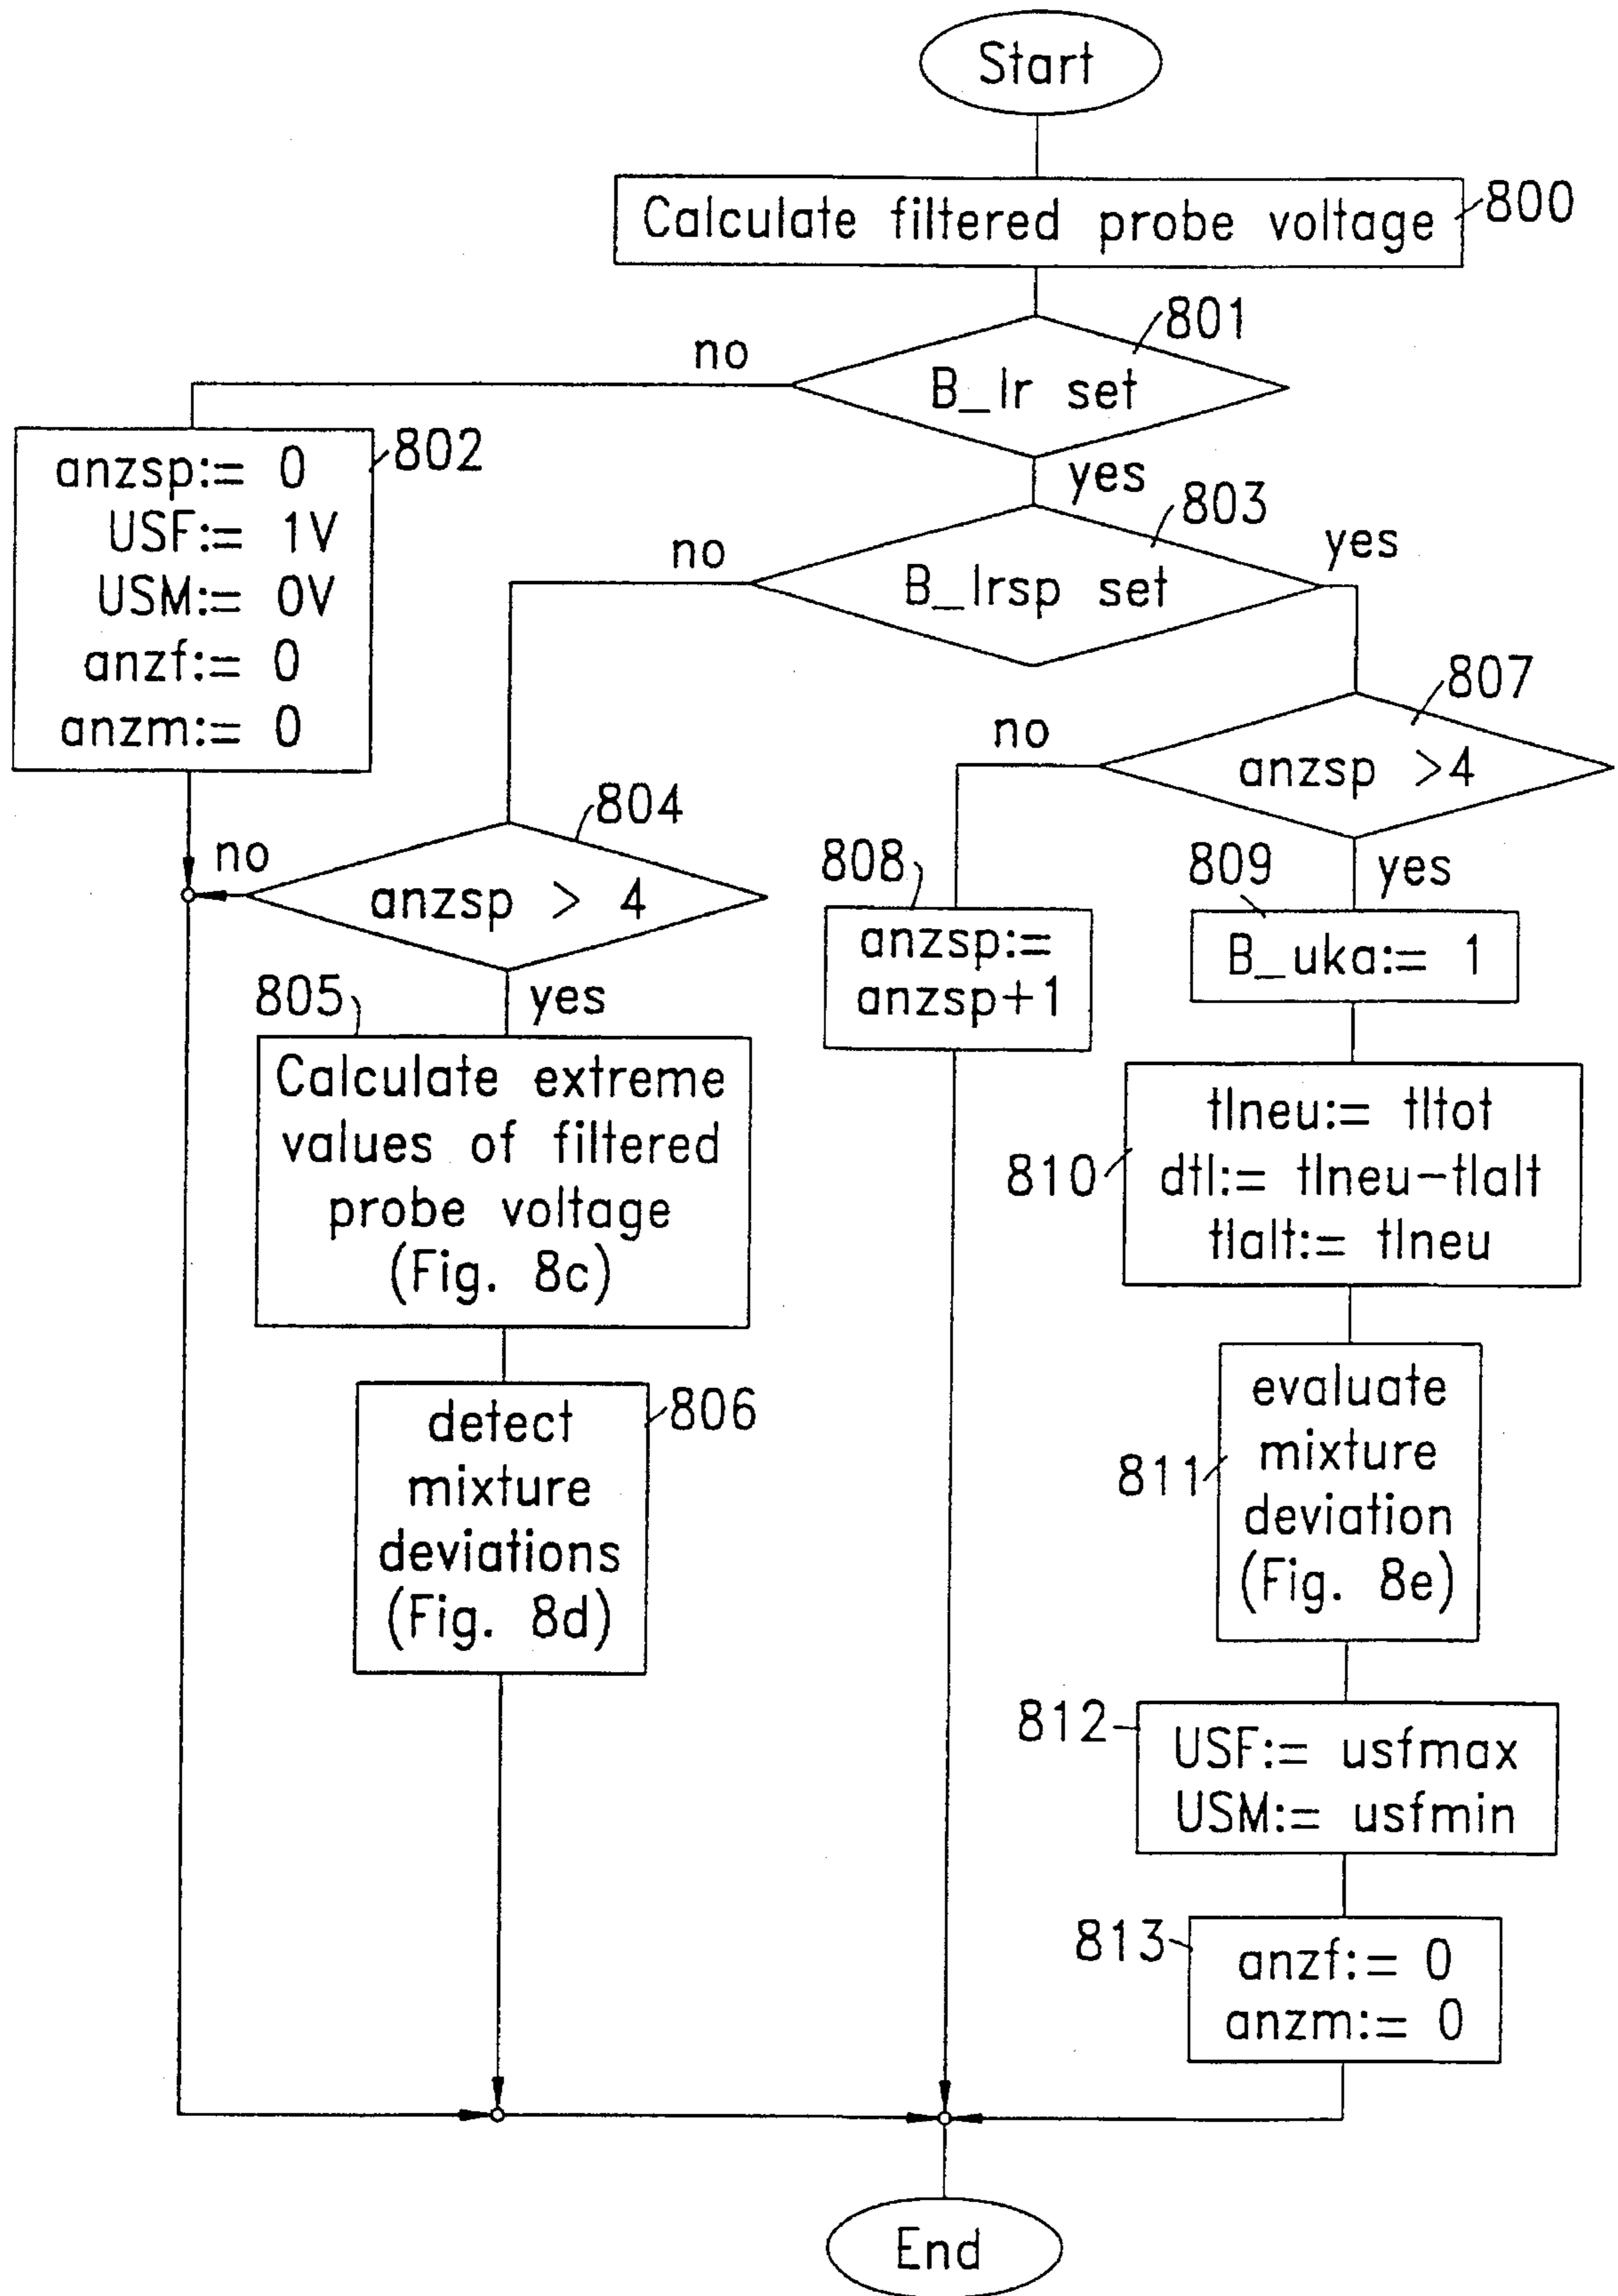 Start
Calculate filtered probe voltage
800
801
no
B_lr set
yes
802
anzsp:= 0
USF:= 1V
USM:= 0V
anzf:= 0
anzm:= 0
803
no
yes
B_lrsp set
804
no
anzsp > 4
yes
807
no
anzsp >4
yes
805
Calculate extreme
values of filtered
probe voltage
(Fig. 8c)
806
detect
mixture
deviations
(Fig. 8d)
808
anzsp:=
anzsp+1
809
B_uka:= 1
810
tlneu:= tltot
dtl:= tlneu-tlalt
tlalt:= tlneu
811
evaluate
mixture
deviation
(Fig. 8e)
812
USF:= usfmax
USM:= usfmin
813
anzf:= 0
anzm:= 0
End